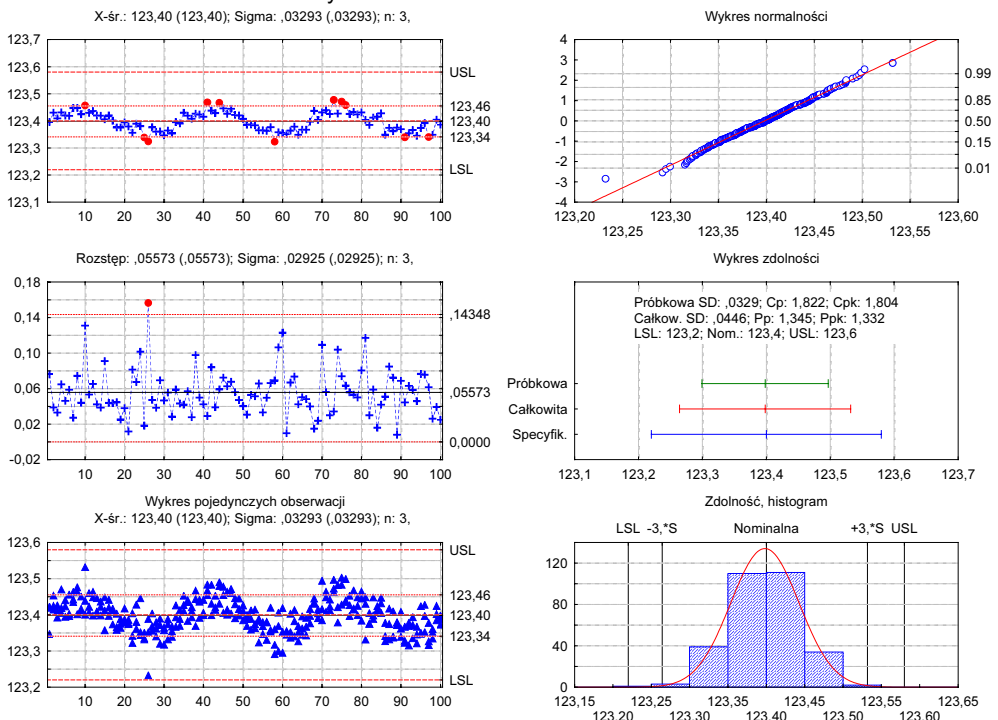 X-śr.: 123,40 (123,40); Sigma: ,03293 (,03293); n: 3,
123,7
123,6
123,5
123,4
123,3
123,2
123,1
USL
123,46
123,40
123,34
LSL
10 20 30 40 50 60 70 80 90 100
Wykres normalności
4
3
2
1
0
-1
-2
-3
-4
0.99
0.85
0.50
0.15
0.01
123,20 123,30 123,40 123,50 123,60
123,25 123,35 123,45 123,55
Rozstęp: ,05573 (,05573); Sigma: ,02925 (,02925); n: 3,
0,18
0,14
0,10
0,06
0,02
-0,02
,14348
,05573
0,0000
10 20 30 40 50 60 70 80 90 100
Wykres zdolności
Próbkowa SD: ,0329; Cp: 1,822; Cpk: 1,804
Całkow. SD: ,0446; Pp: 1,345; Ppk: 1,332
LSL: 123,2; Nom.: 123,4; USL: 123,6
Próbkowa
Całkowita
Specyfik.
123,1 123,2 123,3 123,4 123,5 123,6 123,7
Wykres pojedynczych obserwacji
X-śr.: 123,40 (123,40); Sigma: ,03293 (,03293); n: 3,
123,6
123,5
123,4
123,3
123,2
USL
123,46
123,40
123,34
LSL
10 20 30 40 50 60 70 80 90 100
Zdolność, histogram
LSL -3,*S Nominalna +3,*S USL
120
80
40
0
123,15 123,25 123,35 123,45 123,55 123,65
123,20 123,30 123,40 123,50 123,60